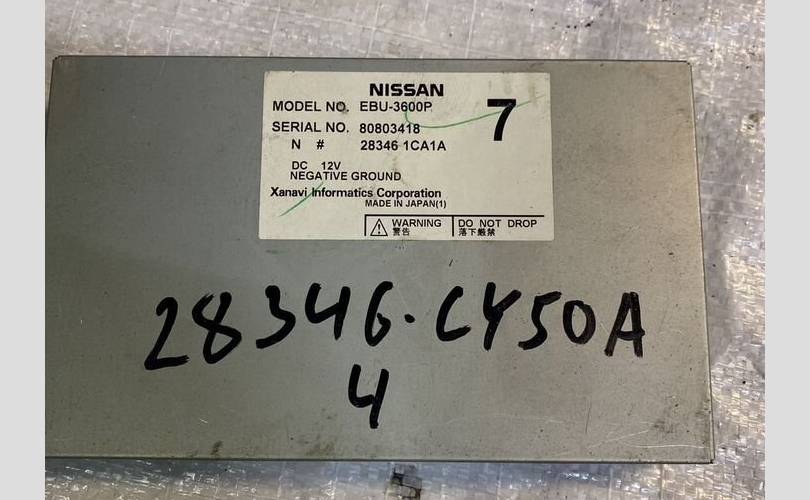 NISSAN
MODEL NO. EBU-3600P
7
SERIAL NO. 80803418
N # 28346 1CA1A
DC 12V
NEGATIVE GROUND
Xanavi Informatics Corporation
MADE IN JAPAN(1)
WARNING
警告
DO NOT DROP
落下厳禁
28346-CY50A
4